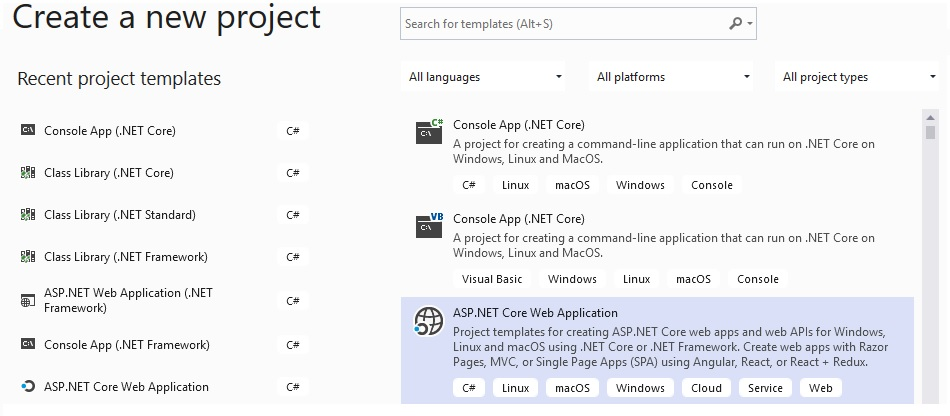 Create a new project
Search for templates (Alt+S)
Recent project templates
All languages
All platforms
All project types
Console App (.NET Core) C#
Class Library (.NET Core) C#
Class Library (.NET Standard) C#
Class Library (.NET Framework) C#
ASP.NET Web Application (.NET
Framework) C#
Console App (.NET Framework) C#
ASP.NET Core Web Application C#
C#
C:\
Console App (.NET Core)
A project for creating a command-line application that can run on .NET Core on
Windows, Linux and MacOS.
C# Linux macOS Windows Console
VB
C:\
Console App (.NET Core)
A project for creating a command-line application that can run on .NET Core on
Windows, Linux and MacOS.
Visual Basic Windows Linux macOS Console
ASP.NET Core Web Application
Project templates for creating ASP.NET Core web apps and web APIs for Windows,
Linux and macOS using .NET Core or .NET Framework. Create web apps with Razor
Pages, MVC, or Single Page Apps (SPA) using Angular, React, or React + Redux.
C# Linux macOS Windows Cloud Service Web